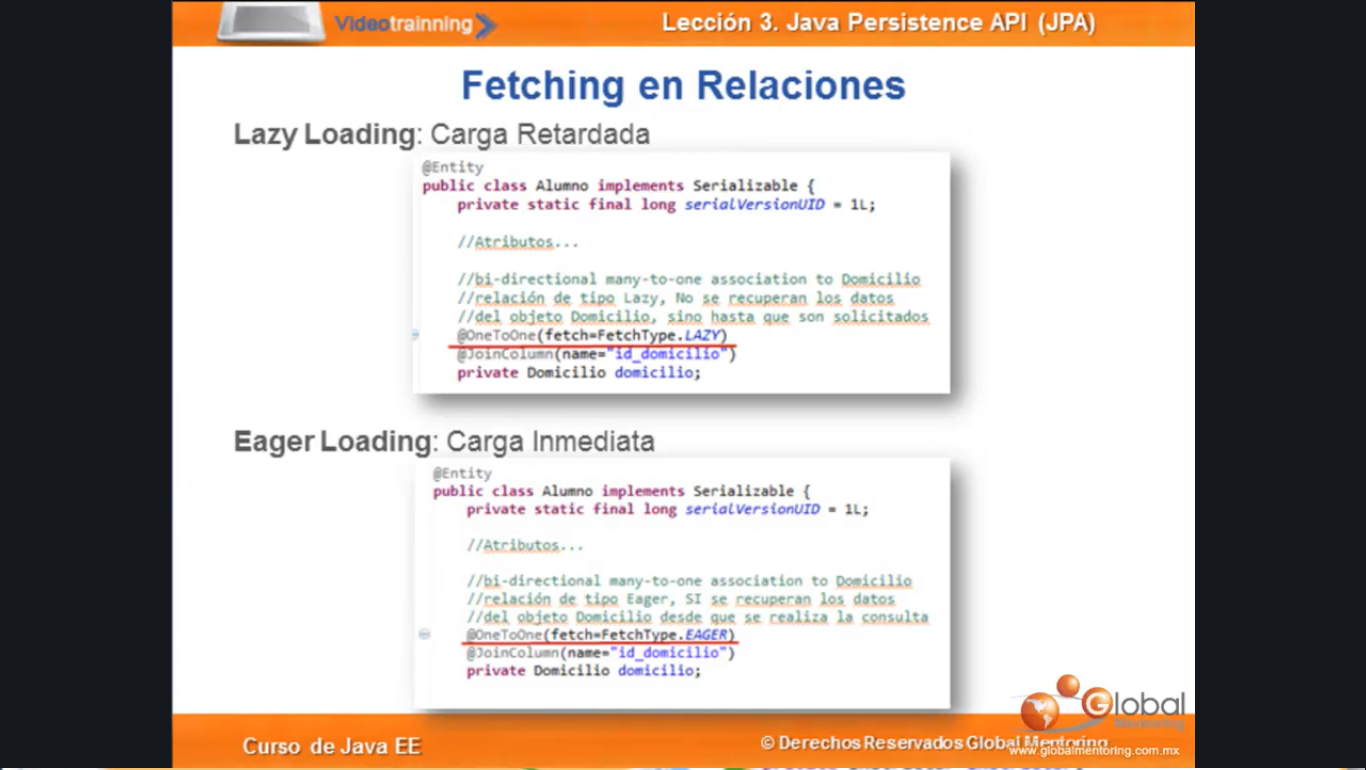 Videotrainning
Lección 3. Java Persistence API (JPA)
Fetching en Relaciones
Lazy Loading: Carga Retardada
@Entity
public class Alumno implements Serializable {
private static final long serialVersionUID = 1L;
//Atributos...
//bi-directional many-to-one association to Domicilio
//relación de tipo Lazy, No se recuperan los datos
//del objeto Domicilio, sino hasta que son solicitados
@OneToOne(fetch=FetchType.LAZY)
@JoinColumn(name="id_domicilio")
private Domicilio domicilio;
Eager Loading: Carga Inmediata
@Entity
public class Alumno implements Serializable {
private static final long serialVersionUID = 1L;
//Atributos...
//bi-directional many-to-one association to Domicilio
//relación de tipo Eager, SI se recuperan los datos
//del objeto Domicilio desde que se realiza la consulta
@OneToOne(fetch=FetchType.EAGER)
@JoinColumn(name="id_domicilio")
private Domicilio domicilio;
Global
Mentoring
Curso de Java EE
© Derechos Reservados Global Mentoring
www.globalmentoring.com.mx